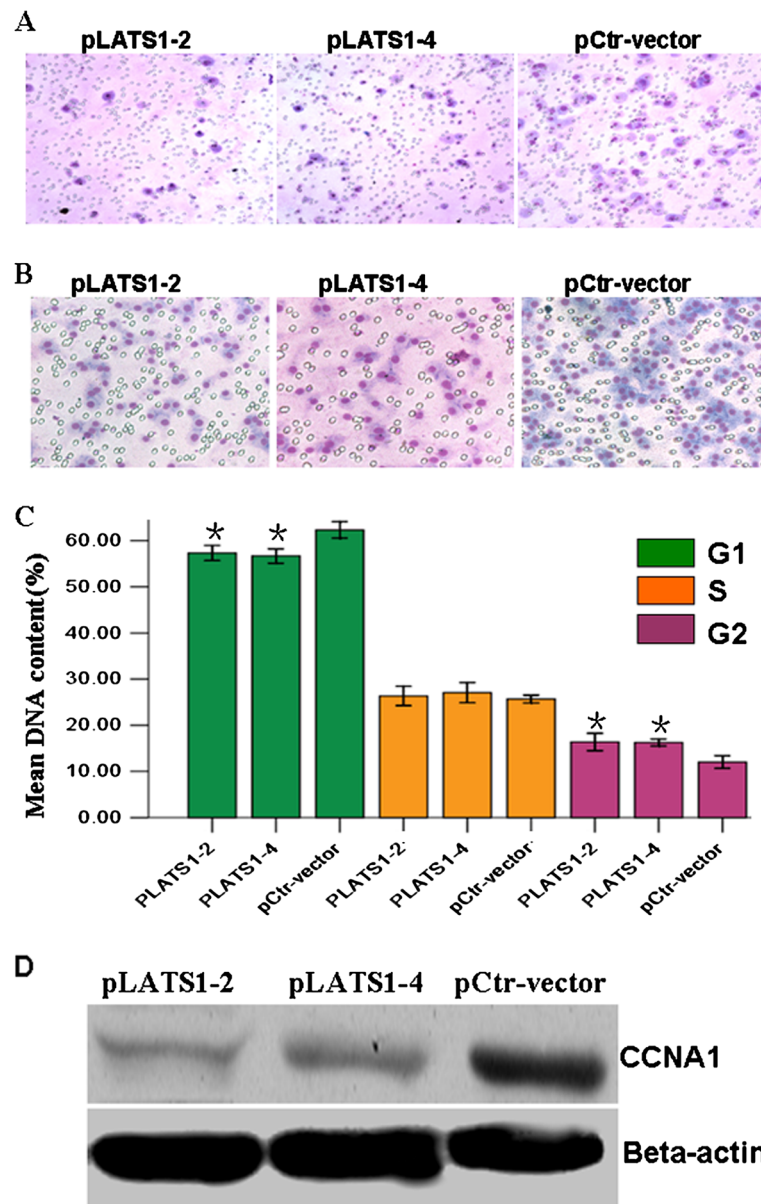 A
pLATS1-2 pLATS1-4 pCtr-vector
B
pLATS1-2 pLATS1-4 pCtr-vector
C
Mean DNA content(%)
60.00
50.00
40.00
30.00
20.00
10.00
0.00
* * * *
G1
S
G2
PLATS1-2 PLATS1-4 pCtr-vector PLATS1-2 PLATS1-4 pCtr-vector PLATS1-2 PLATS1-4 pCtr-vector
D
pLATS1-2 pLATS1-4 pCtr-vector
CCNA1
Beta-actin